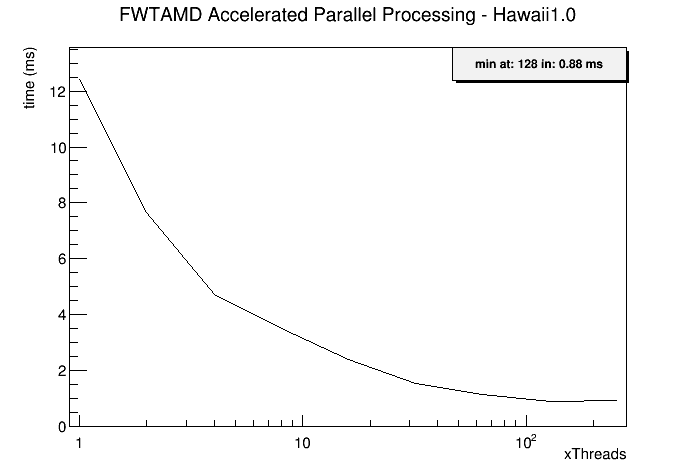 FWTAMD Accelerated Parallel Processing - Hawaii1.0
min at: 128 in: 0.88 ms
time (ms)
12
10
8
6
4
2
0
1
10
10²
xThreads